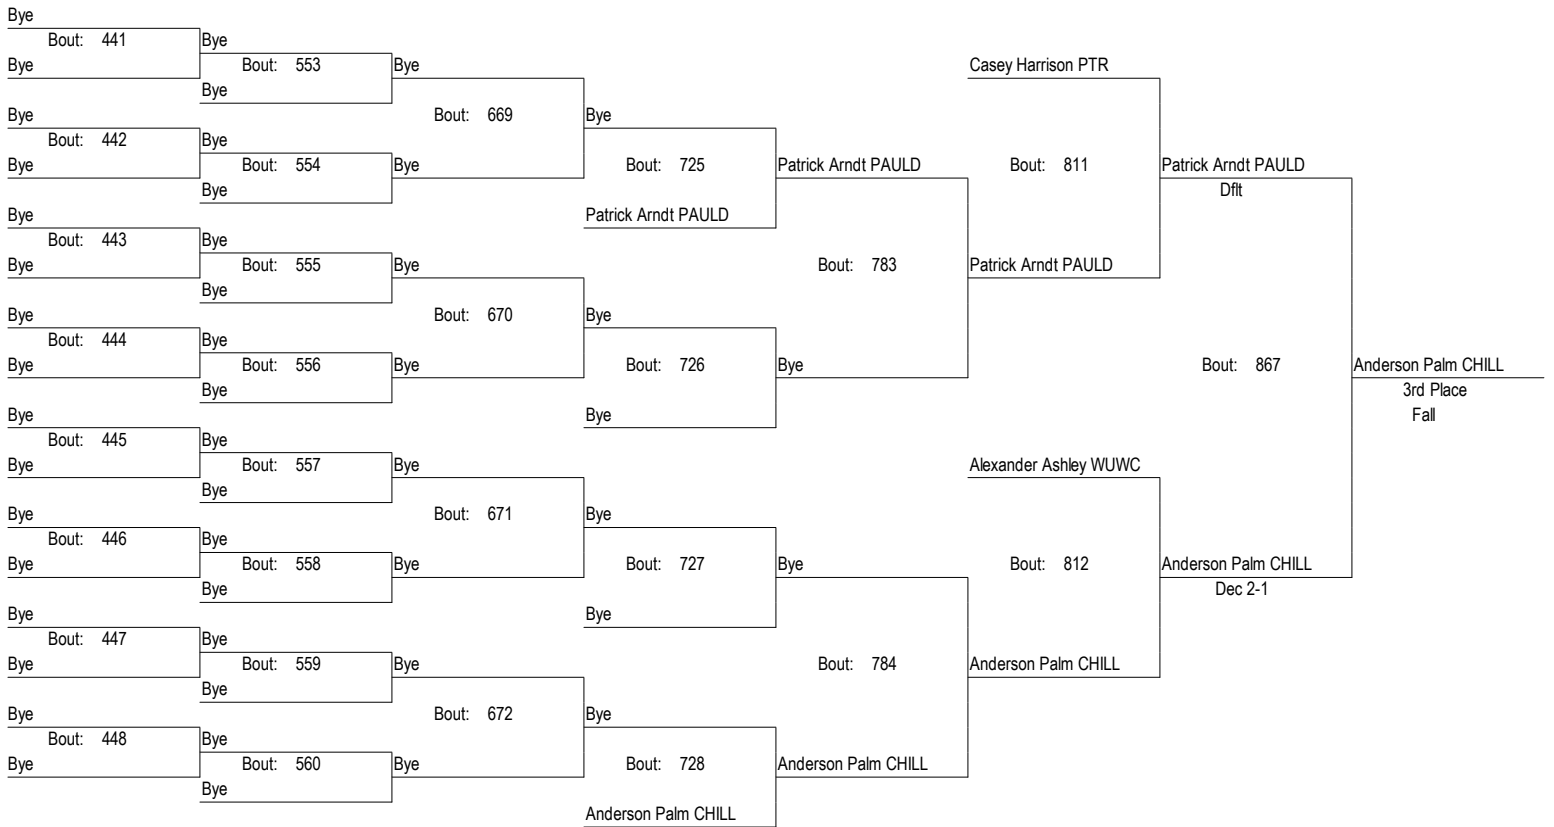 Bye
Bout: 441 Bye
Bye Bout: 553 Bye Casey Harrison PTR
Bye
Bye Bout: 669 Bye
Bout: 442 Bye
Bye Bout: 554 Bye Bout: 725 Patrick Arndt PAULD Bout: 811 Patrick Arndt PAULD
Bye Dflt
Bye Patrick Arndt PAULD
Bout: 443 Bye
Bye Bout: 555 Bye Bout: 783 Patrick Arndt PAULD
Bye
Bye Bout: 670 Bye
Bout: 444 Bye
Bye Bout: 556 Bye Bout: 726 Bye Bout: 867 Anderson Palm CHILL
Bye 3rd Place
Bye Bye Fall
Bout: 445 Bye
Bye Bout: 557 Bye Alexander Ashley WUWC
Bye
Bye Bout: 671 Bye
Bout: 446 Bye
Bye Bout: 558 Bye Bout: 727 Bye Bout: 812 Anderson Palm CHILL
Bye Dec 2-1
Bye Bye
Bout: 447 Bye
Bye Bout: 559 Bye Bout: 784 Anderson Palm CHILL
Bye
Bye Bout: 672 Bye
Bout: 448 Bye
Bye Bout: 560 Bye Bout: 728 Anderson Palm CHILL
Bye
Anderson Palm CHILL